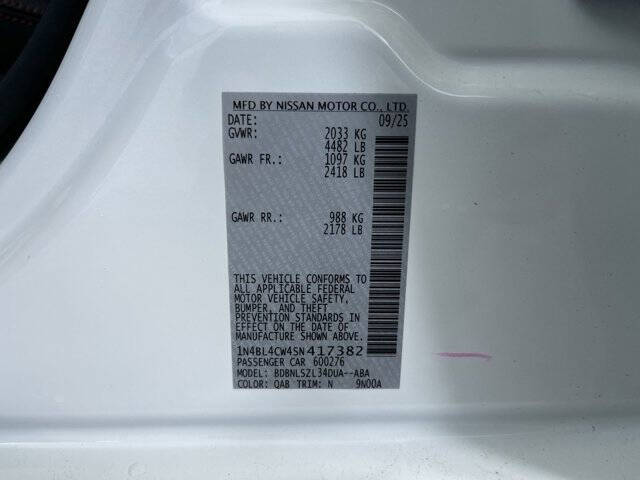 MFD BY NISSAN MOTOR CO., LTD.
DATE: 09/25
GVWR: 2033 KG
4482 LB
GAWR FR.: 1097 KG
2418 LB
GAWR RR.: 988 KG
2178 LB
THIS VEHICLE CONFORMS TO
ALL APPLICABLE FEDERAL
MOTOR VEHICLE SAFETY,
BUMPER, AND THEFT
PREVENTION STANDARDS IN
EFFECT ON THE DATE OF
MANUFACTURE SHOWN ABOVE.
1N4BL4CW4SN417382
PASSENGER CAR 600276
MODEL: BDBNLSZL34DUA--ABA
COLOR: QAB TRIM: N 9N00A